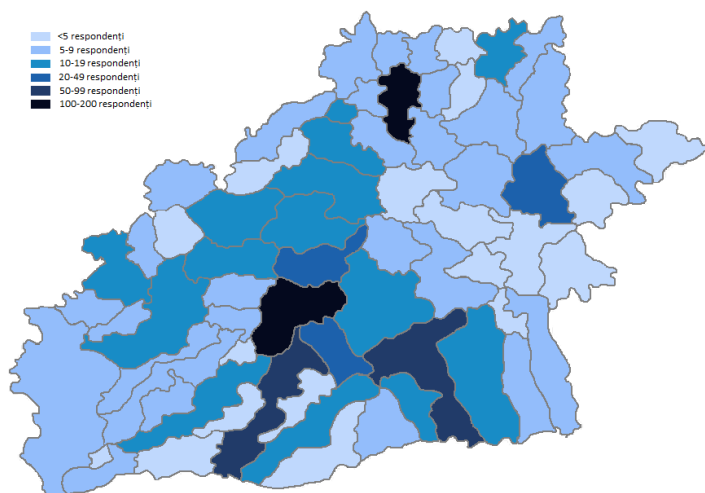 <5 respondenți
5-9 respondenți
10-19 respondenți
20-49 respondenți
50-99 respondenți
100-200 respondenți